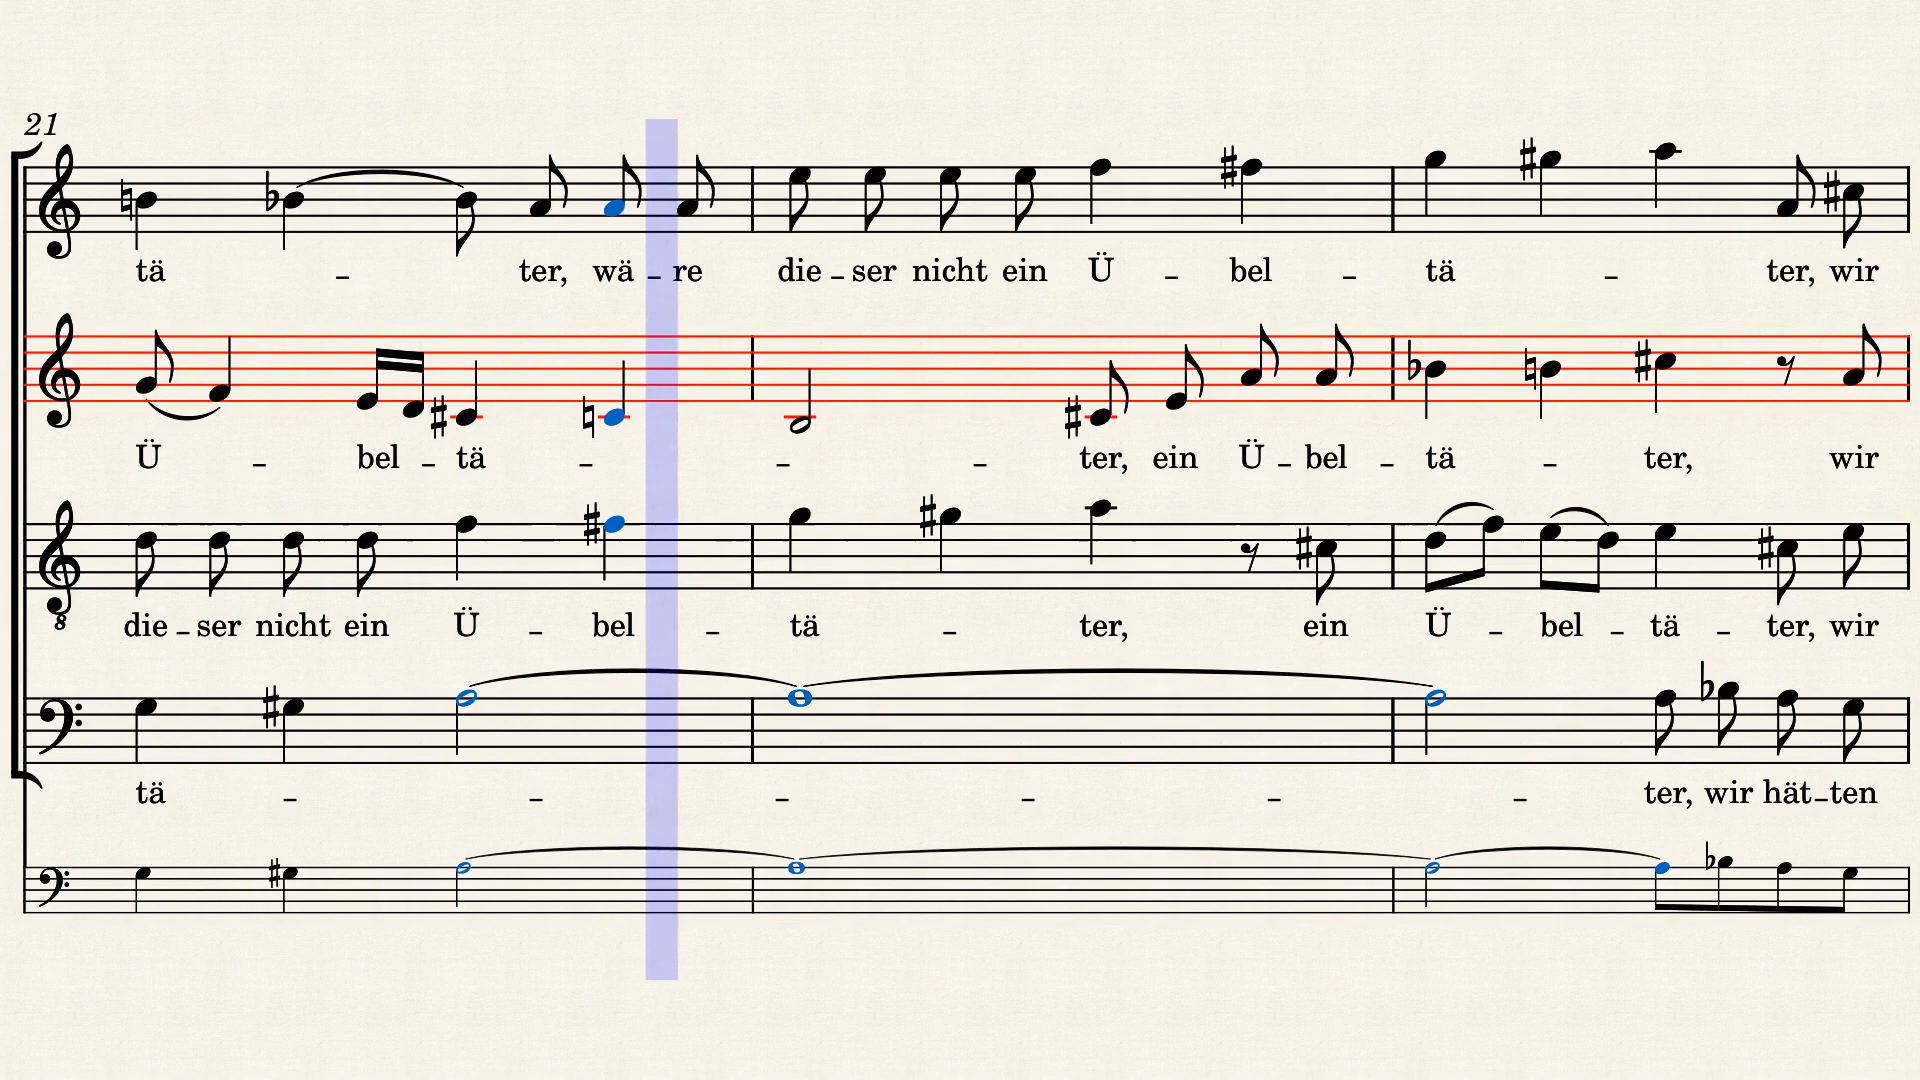 21
tä - ter, wä - re die - ser nicht ein Ü - bel - tä - ter, wir
Ü - bel - tä - - - ter, ein Ü - bel - tä - ter, wir
8
die - ser nicht ein Ü - bel - tä - ter, ein Ü - bel - tä - ter, wir
tä - - - - - - ter, wir hät - ten